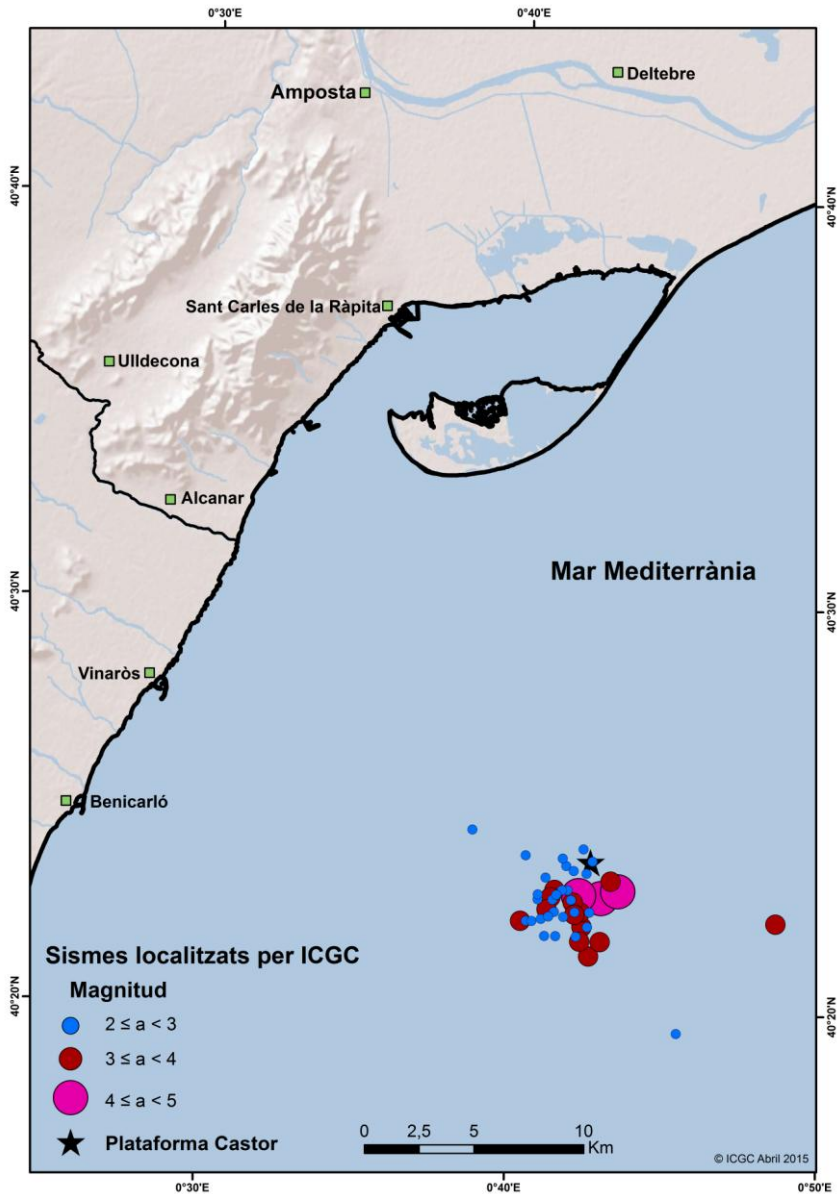 0°30'E
0°40'E
Deltebre
Amposta
40°40'N
40°40'N
Sant Carles de la Ràpita
Ulldecona
Alcanar
Mar Mediterrània
40°30'N
40°30'N
Vinaròs
Benicarló
Sismes localitzats per ICGC
Magnitud
40°20'N
40°20'N
2 ≤ a < 3
3 ≤ a < 4
4 ≤ a < 5
Plataforma Castor
0 2,5 5 10
Km
© ICGC Abril 2015
0°30'E
0°40'E
0°50'E